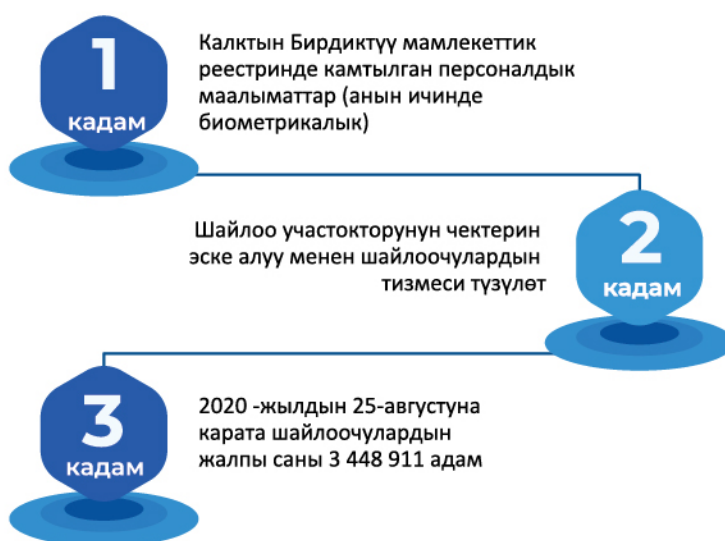 1
кадам
Калктын Бирдиктүү мамлекеттик
реестринде камтылган персоналдык
маалыматтар (анын ичинде
биометрикалык)
Шайлоо участокторунун чектерин
эске алуу менен шайлоочулардын
тизмеси түзүлөт
2
кадам
3
кадам
2020 -жылдын 25-августуна
карата шайлоочулардын
жалпы саны 3 448 911 адам